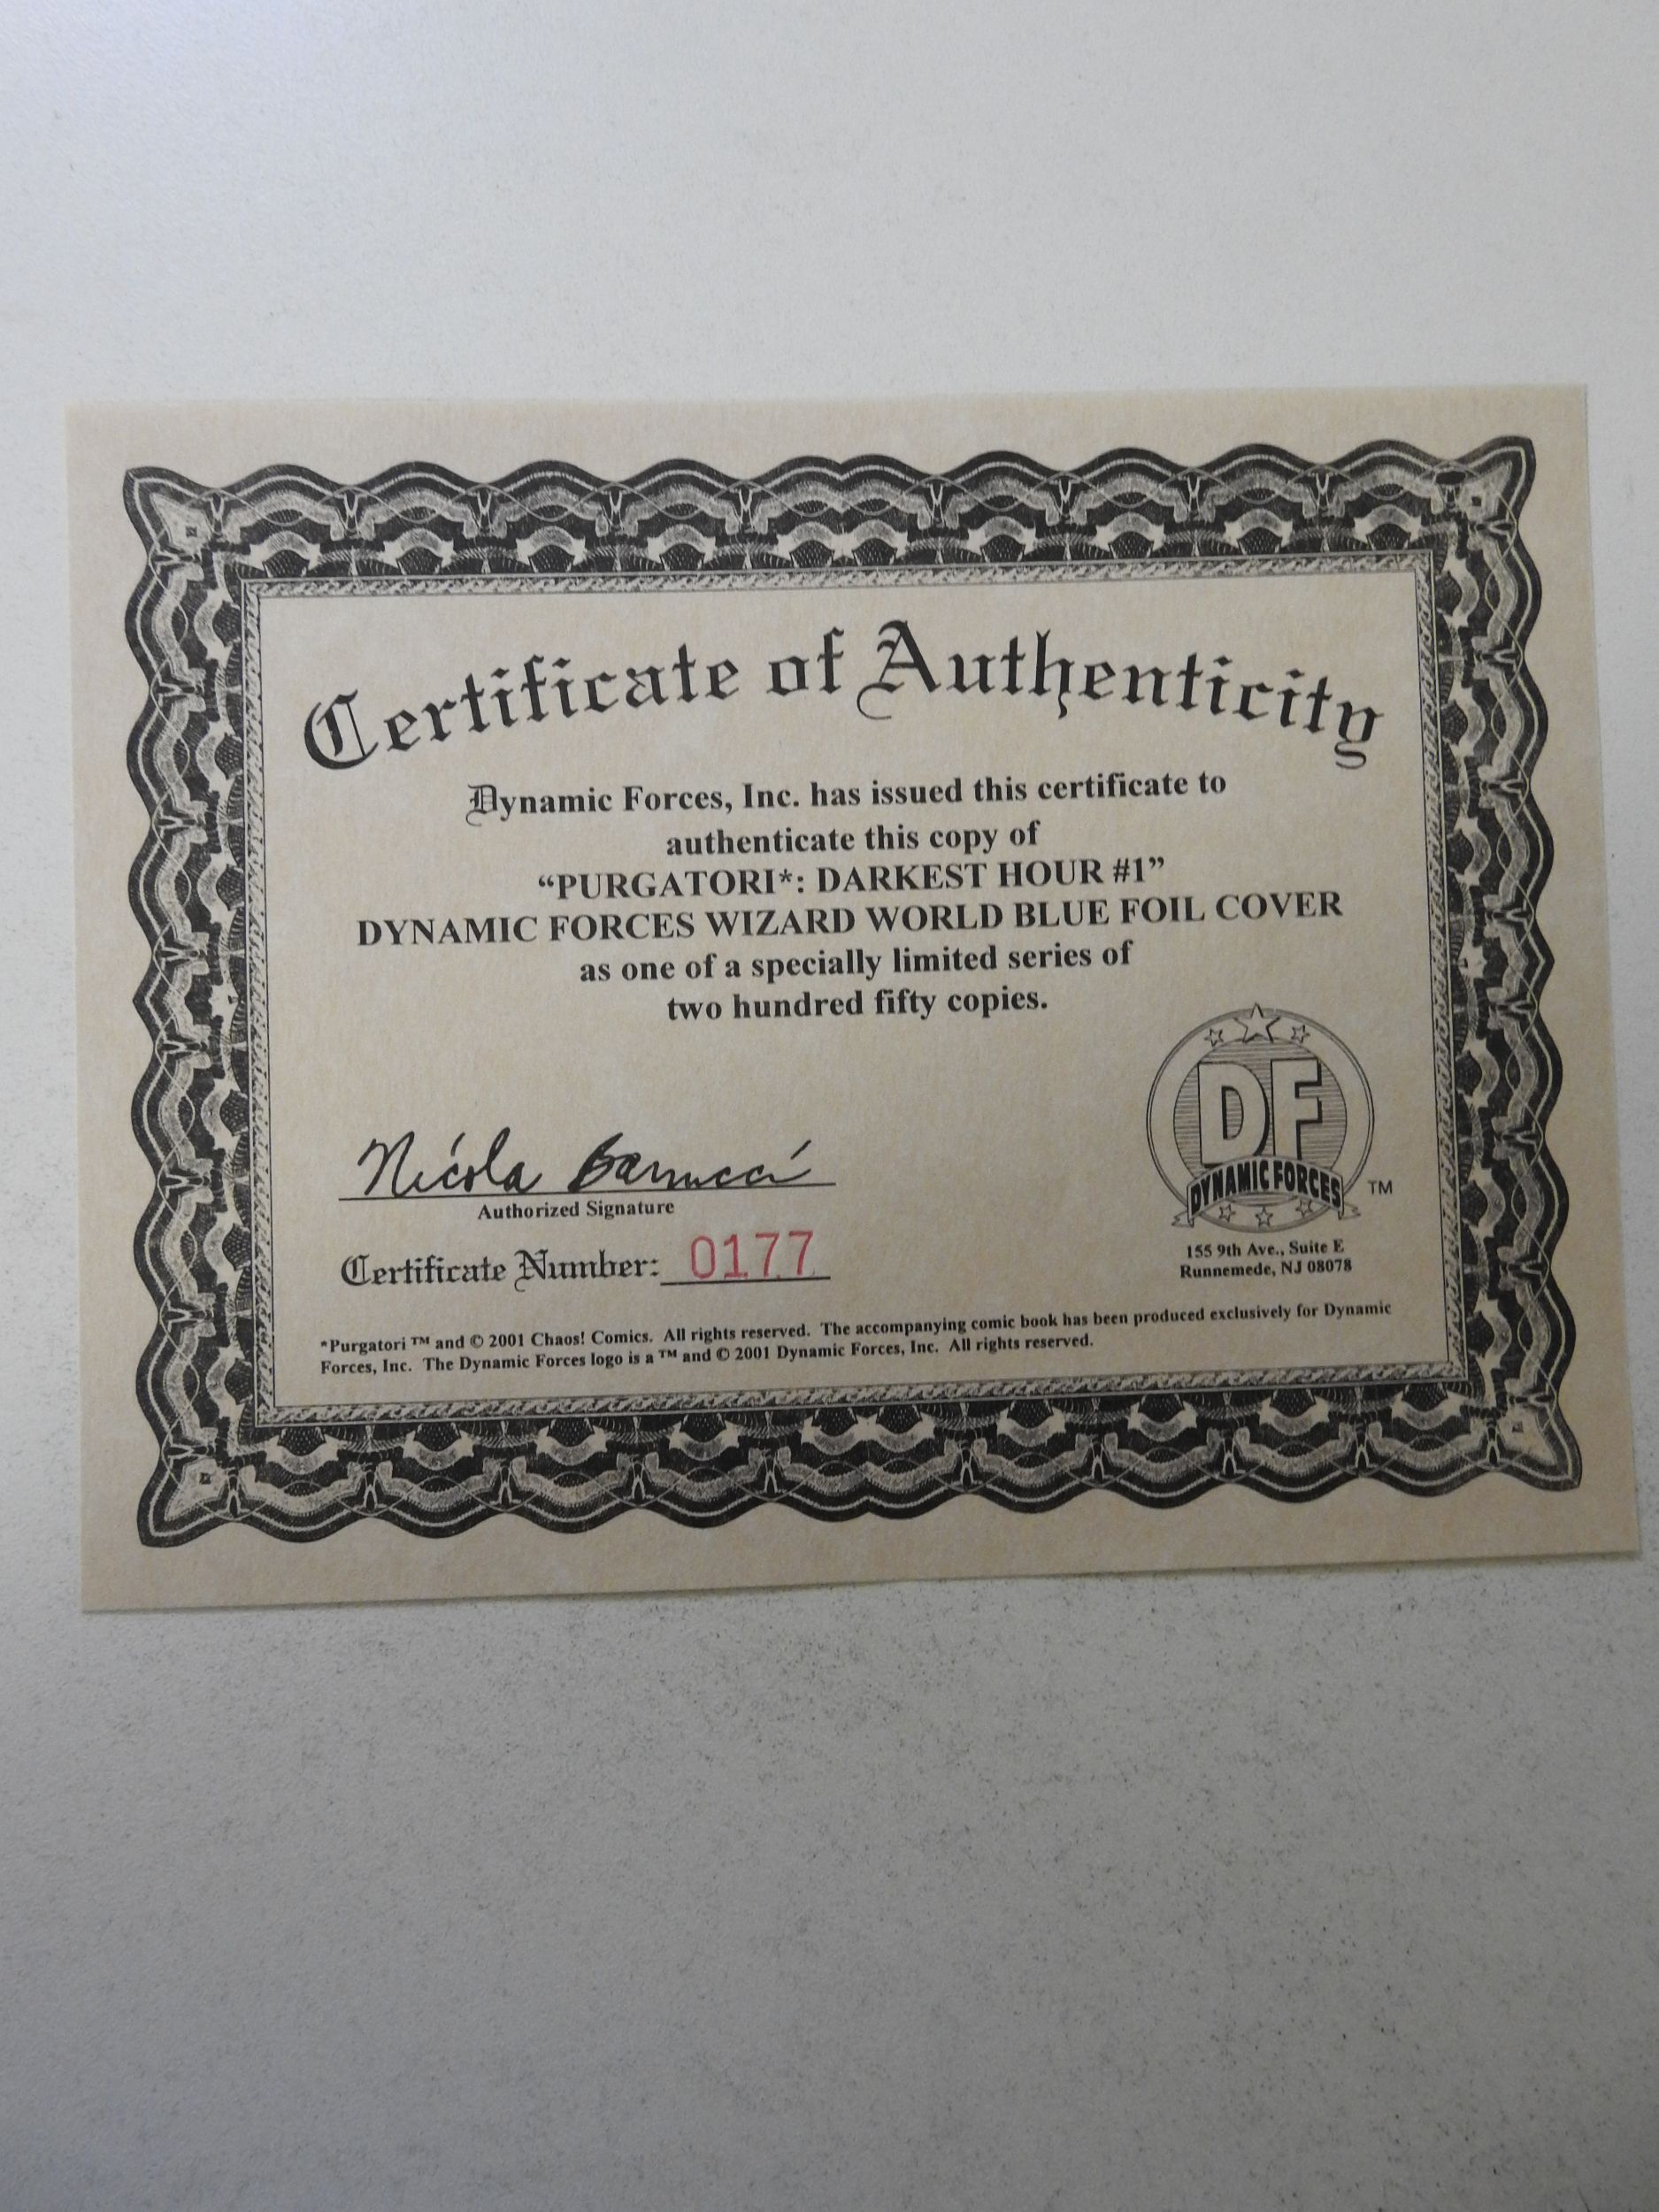 Certificate of Authenticity
Dynamic Forces, Inc. has issued this certificate to
authenticate this copy of
“PURGATORI*: DARKEST HOUR #1”
DYNAMIC FORCES WIZARD WORLD BLUE FOIL COVER
as one of a specially limited series of
two hundred fifty copies.
DF
DYNAMIC FORCES ™
Nicola Barrucci
Authorized Signature
Certificate Number: 0177
155 9th Ave., Suite E
Runnemede, NJ 08078
*Purgatori ™ and © 2001 Chaos! Comics. All rights reserved. The accompanying comic book has been produced exclusively for Dynamic
Forces, Inc. The Dynamic Forces logo is a ™ and © 2001 Dynamic Forces, Inc. All rights reserved.